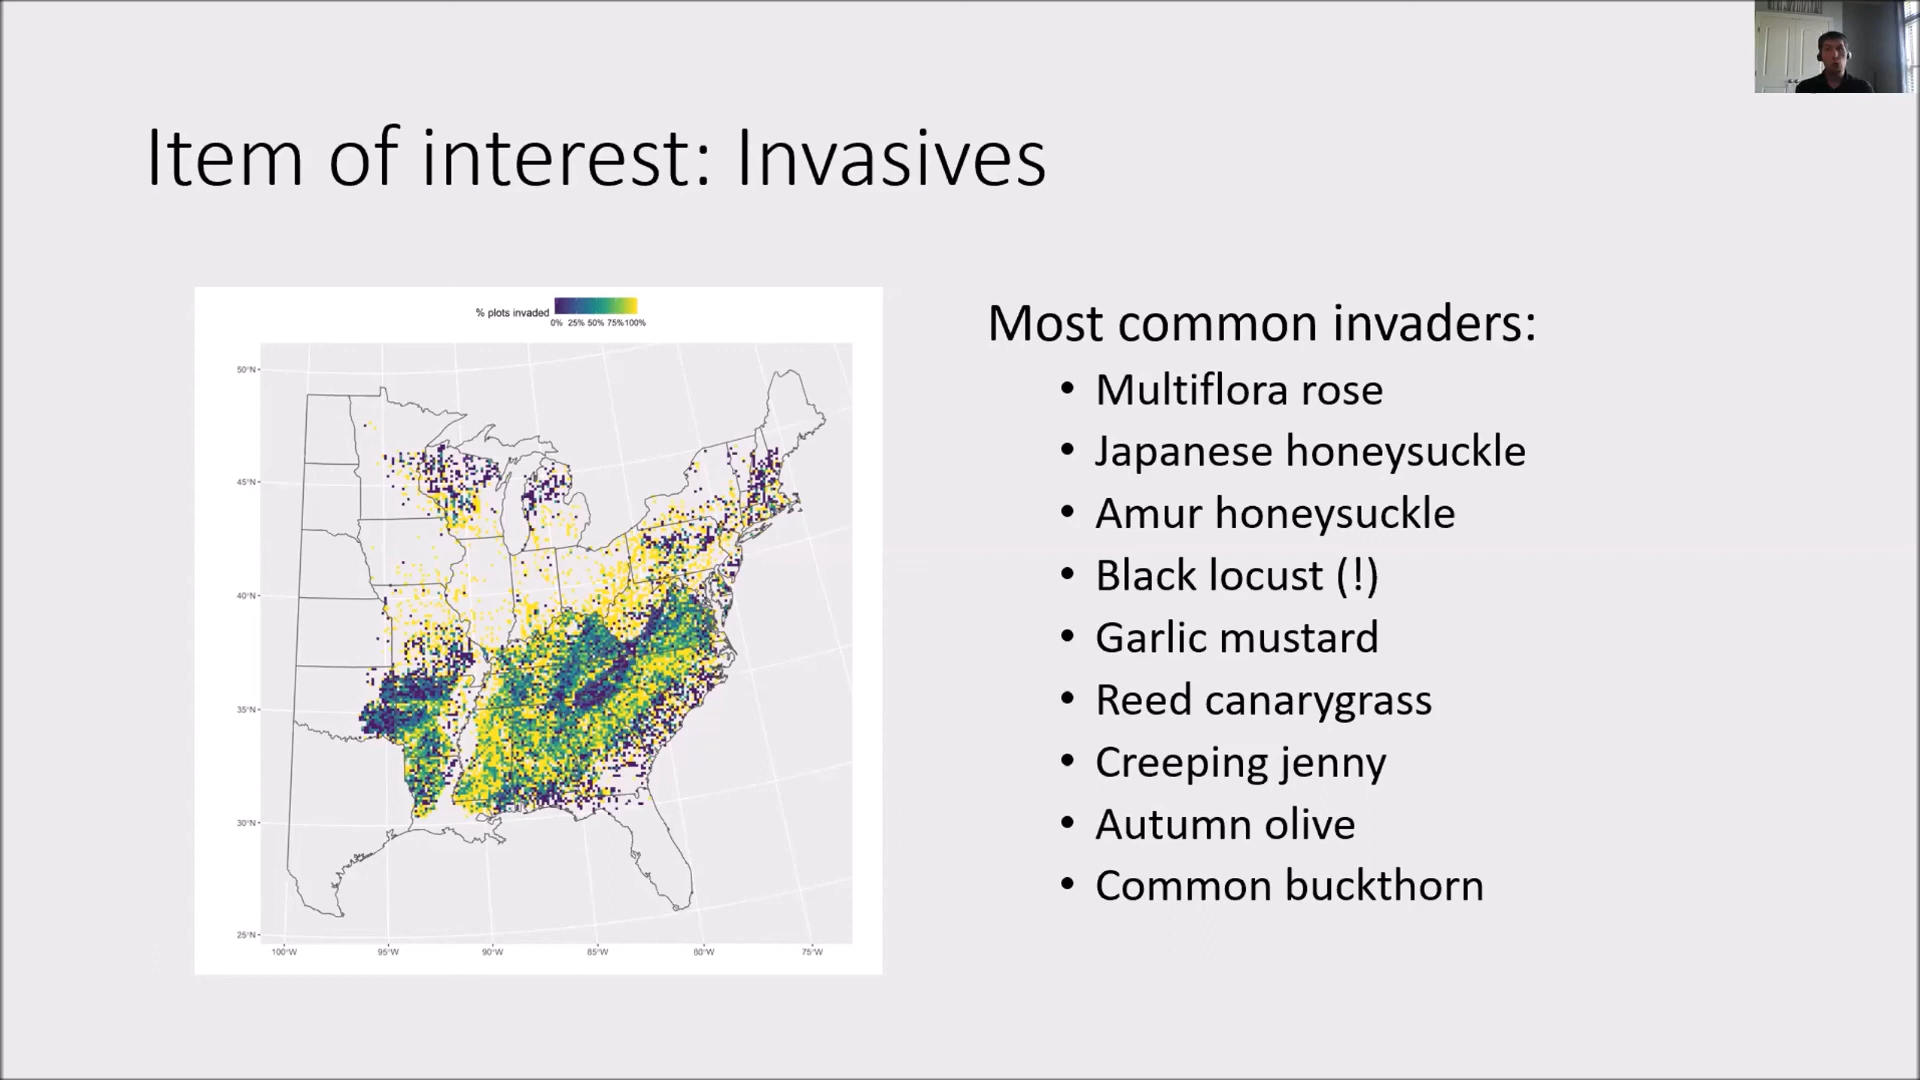 Item of interest: Invasives
% plots invaded
0% 25% 50% 75% 100%
50°N
45°N
40°N
35°N
30°N
25°N
100°W 95°W 90°W 85°W 80°W 75°W
Most common invaders:
• Multiflora rose
• Japanese honeysuckle
• Amur honeysuckle
• Black locust (!)
• Garlic mustard
• Reed canarygrass
• Creeping jenny
• Autumn olive
• Common buckthorn